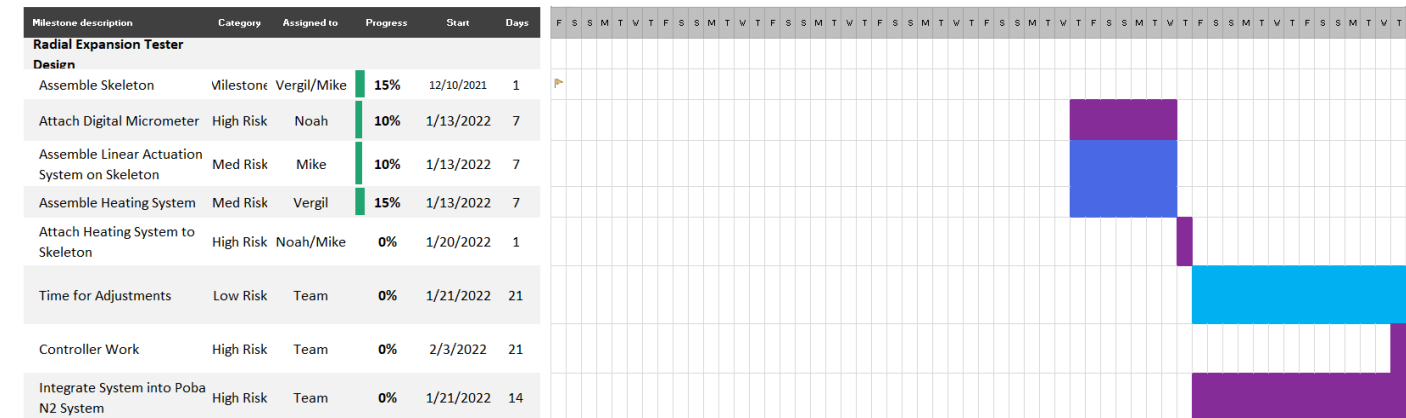 Milestone description Category Assigned to Progress Start Days F S S M T W T F S S M T W T F S S M T W T F S S M T W T F S S M T W T F S S M T W T F S S M T W T F S S M T W T
Radial Expansion Tester
Design
Assemble Skeleton Milestone Vergil/Mike 15% 12/10/2021 1
Attach Digital Micrometer High Risk Noah 10% 1/13/2022 7
Assemble Linear Actuation
System on Skeleton Med Risk Mike 10% 1/13/2022 7
Assemble Heating System Med Risk Vergil 15% 1/13/2022 7
Attach Heating System to
Skeleton High Risk Noah/Mike 0% 1/20/2022 1
Time for Adjustments Low Risk Team 0% 1/21/2022 21
Controller Work High Risk Team 0% 2/3/2022 21
Integrate System into Poba
N2 System High Risk Team 0% 1/21/2022 14